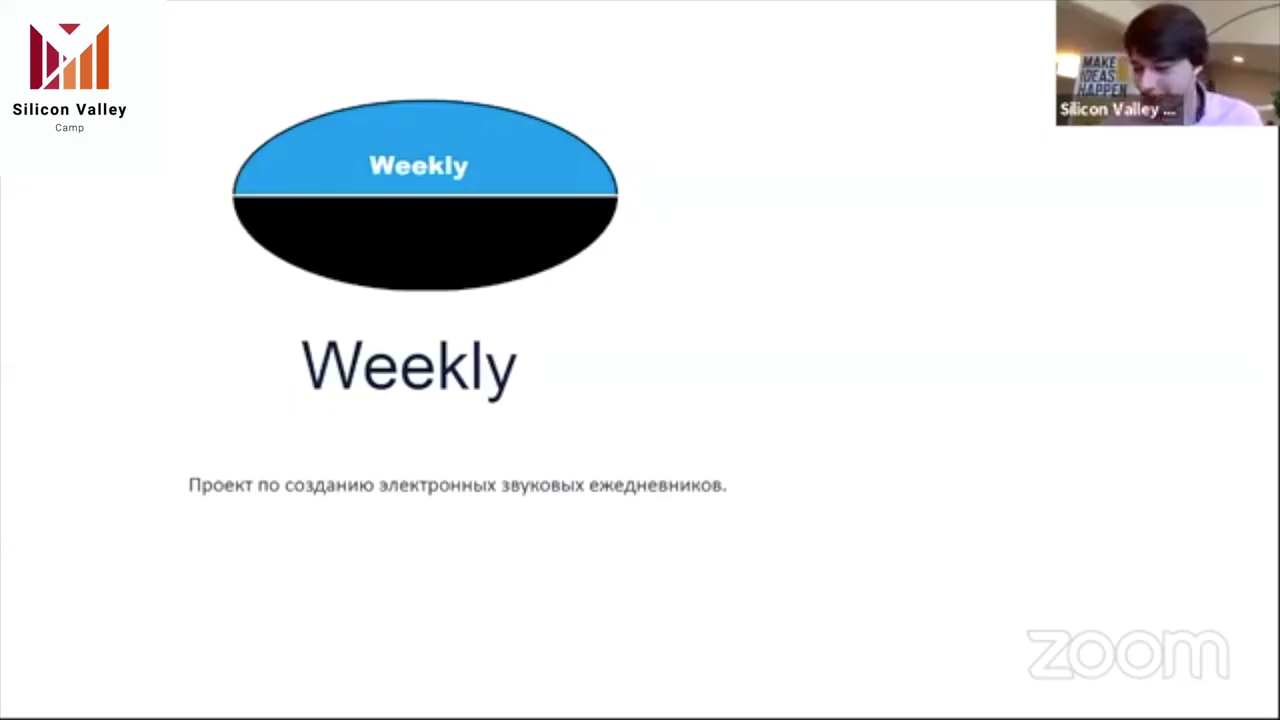 Silicon Valley
Camp
MAKE
IDEAS
HAPPEN
Silicon Valley ...
Weekly
Weekly
Проект по созданию электронных звуковых ежедневников.
zoom